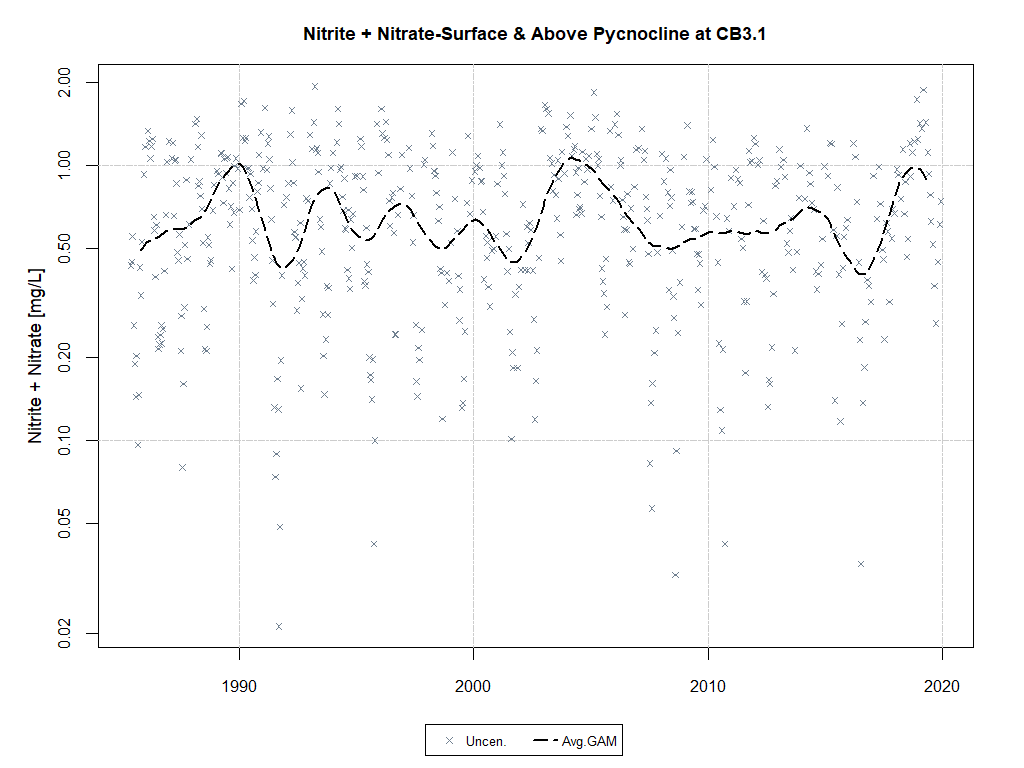 Nitrite + Nitrate-Surface & Above Pycnocline at CB3.1
Nitrite + Nitrate [mg/L]
2.00
1.00
0.50
0.20
0.10
0.05
0.02
1990 2000 2010 2020
Uncen. Avg.GAM